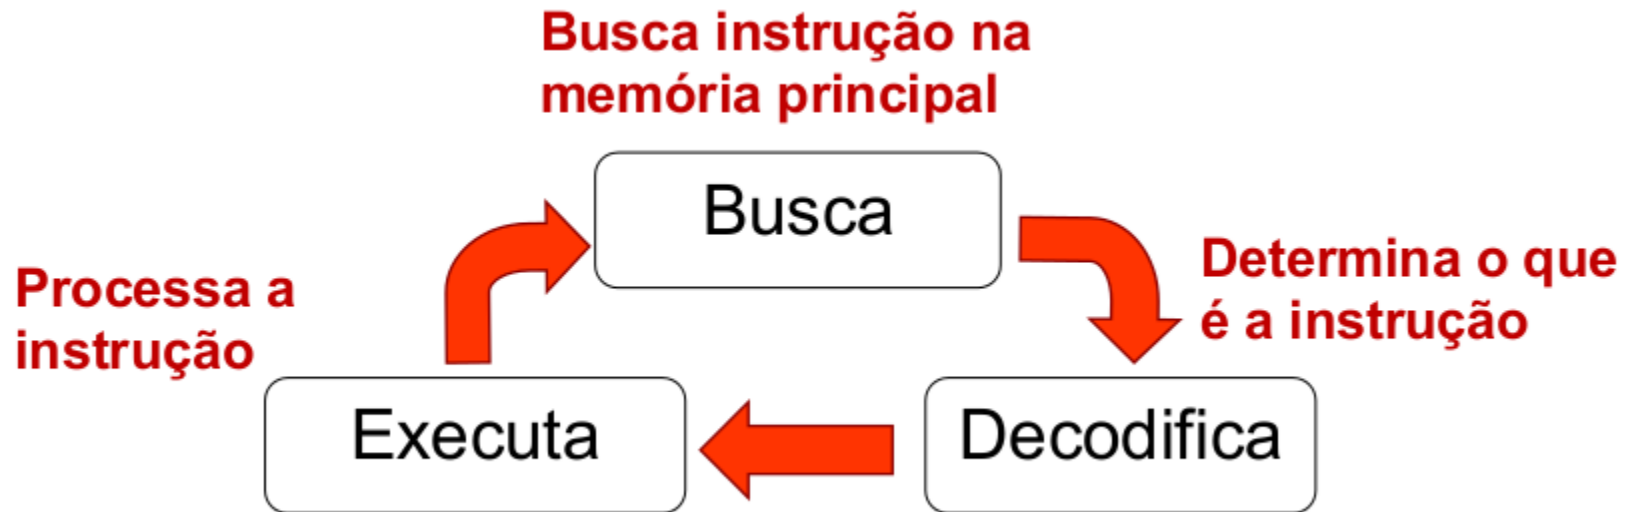 Busca instrução na
memória principal
Busca
Determina o que
é a instrução
Processa a
instrução
Executa
Decodifica